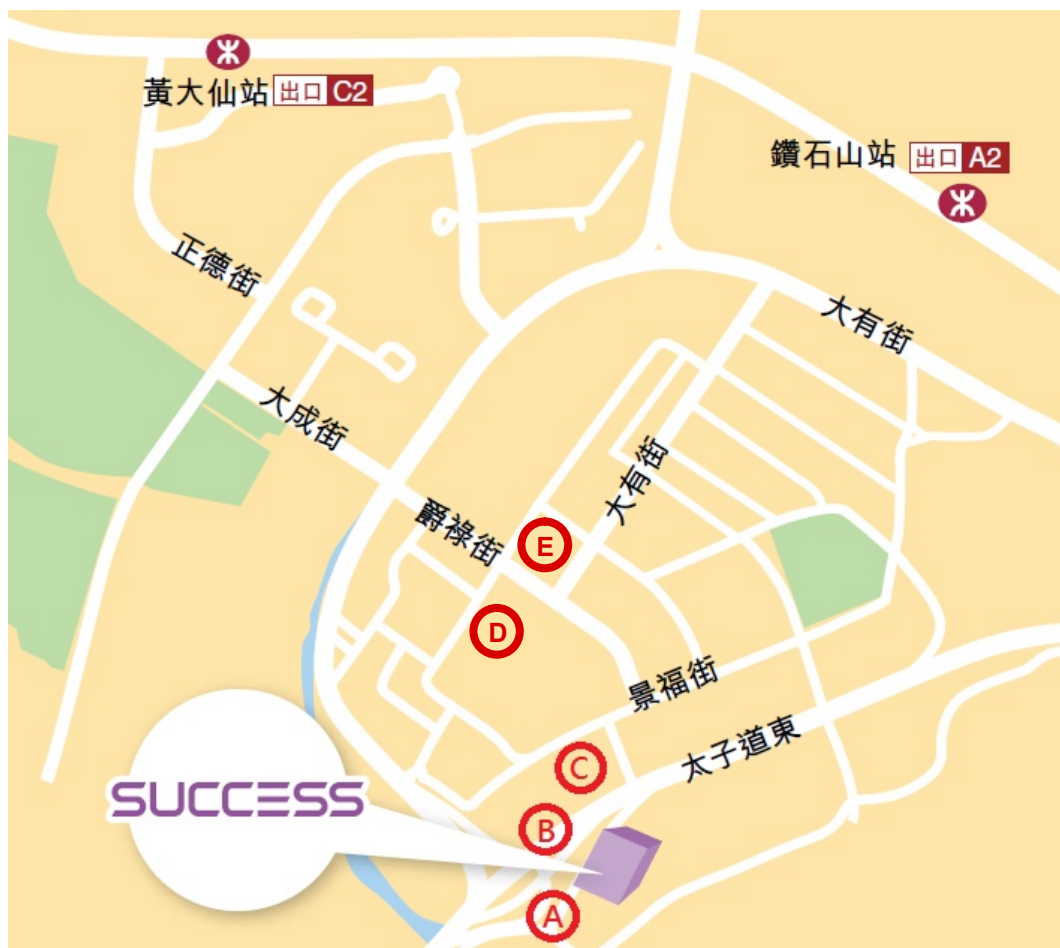 黃大仙站 出口 C2
鑽石山站 出口 A2
正德街
大有街
大成街
大有街
爵祿街
E
D
景福街
太子道東
C
SUCCESS
B
A